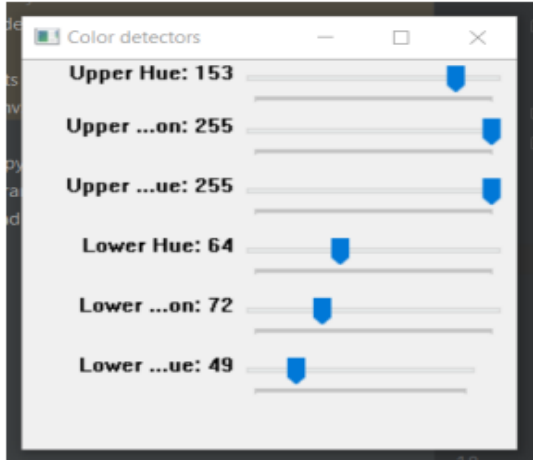 Color detectors
Upper Hue: 153
Upper ...on: 255
Upper ...ue: 255
Lower Hue: 64
Lower ...on: 72
Lower ...ue: 49